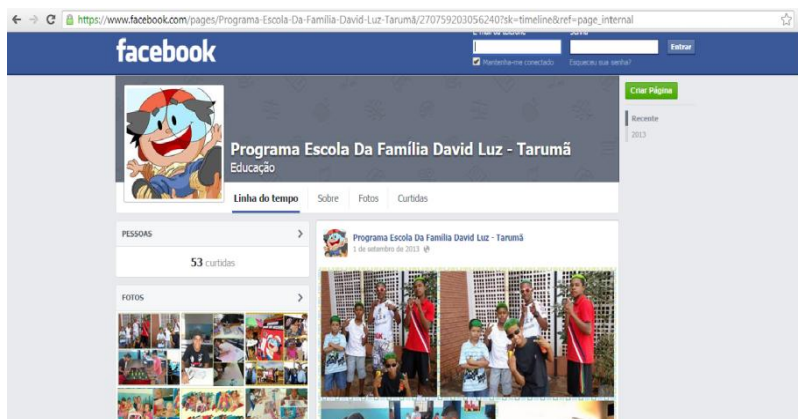 https://www.facebook.com/pages/Programa-Escola-Da-Família-David-Luz-Tarumã/270759203056240?sk=timeline&ref=page_internal
facebook
Entrar
Mantenha-me conectado
Esqueceu sua senha?
Criar Página
Recente
2013
Programa Escola Da Família David Luz - Tarumã
Educação
Linha do tempo Sobre Fotos Curtidas
PESSOAS
53 curtidas
FOTOS
Programa Escola Da Família David Luz - Tarumã
1 de setembro de 2013